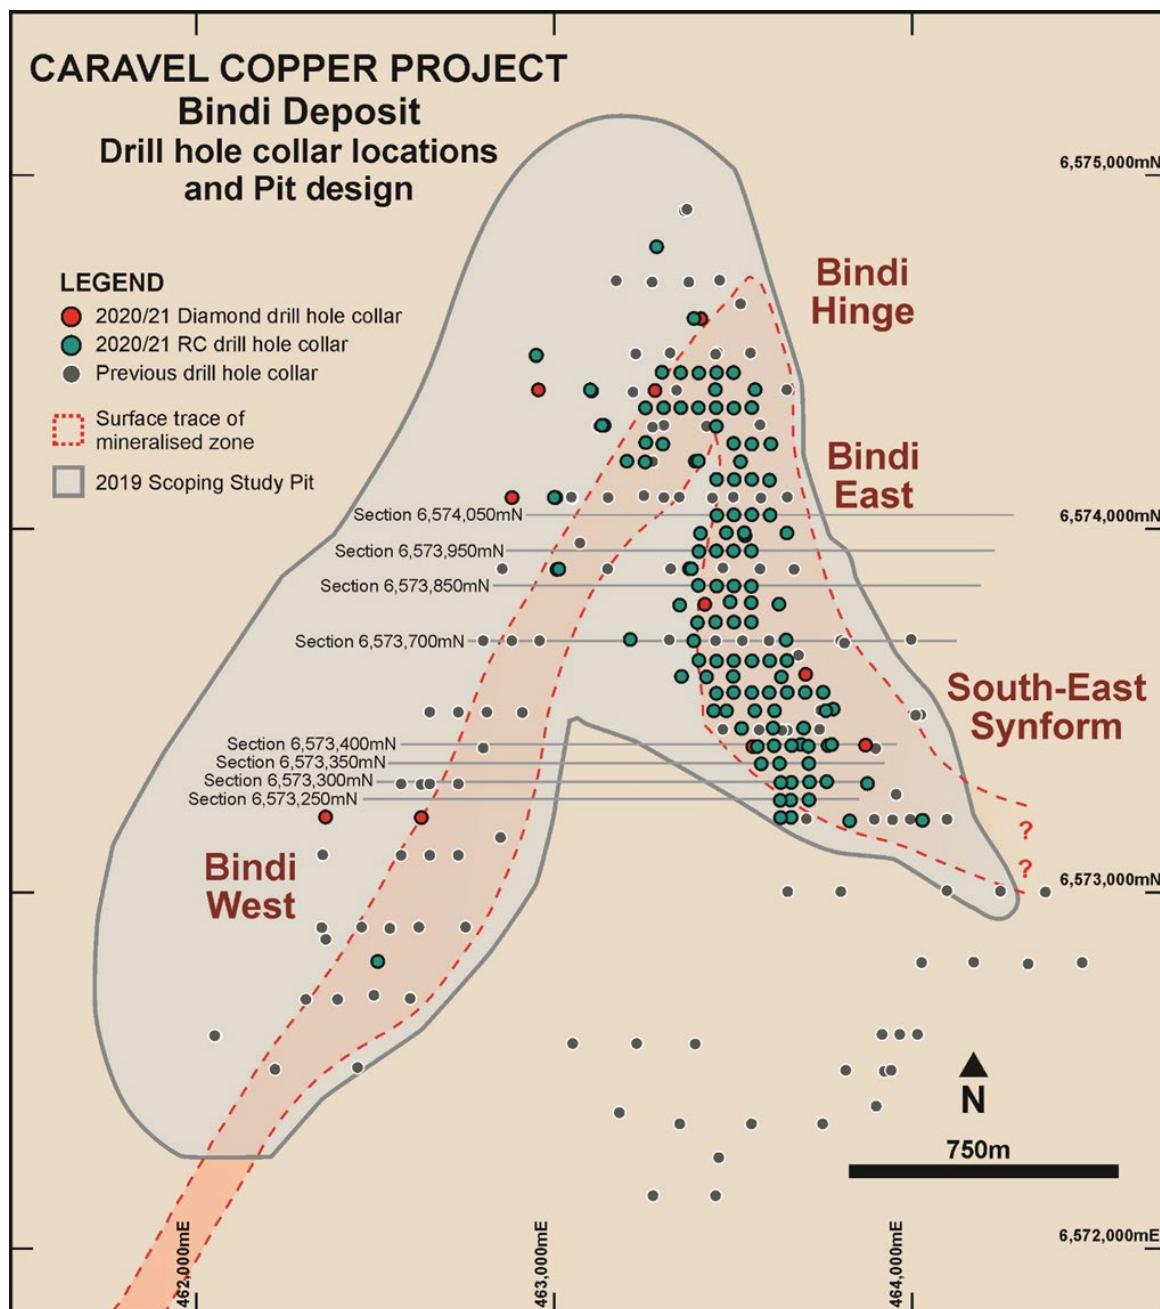 CARAVEL COPPER PROJECT
Bindi Deposit
Drill hole collar locations
and Pit design
6,575,000mN
LEGEND
2020/21 Diamond drill hole collar
2020/21 RC drill hole collar
Previous drill hole collar
Surface trace of
mineralised zone
2019 Scoping Study Pit
Bindi
Hinge
Bindi
East
Section 6,574,050mN
6,574,000mN
Section 6,573,950mN
Section 6,573,850mN
Section 6,573,700mN
South-East
Synform
Section 6,573,400mN
Section 6,573,350mN
Section 6,573,300mN
Section 6,573,250mN
?
?
Bindi
West
6,573,000mN
N
750m
6,572,000mE
462,000mE
463,000mE
464,000mE